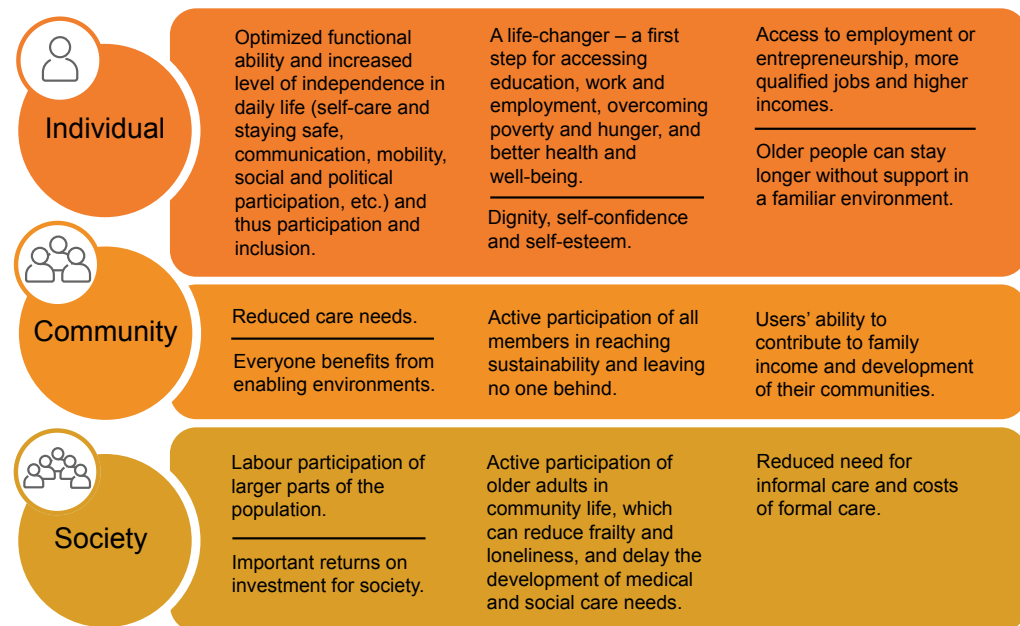 Individual
Optimized functional
ability and increased
level of independence in
daily life (self-care and
staying safe,
communication, mobility,
social and political
participation, etc.) and
thus participation and
inclusion.
A life-changer – a first
step for accessing
education, work and
employment, overcoming
poverty and hunger, and
better health and
well-being.
Dignity, self-confidence
and self-esteem.
Access to employment or
entrepreneurship, more
qualified jobs and higher
incomes.
Older people can stay
longer without support in
a familiar environment.
Community
Reduced care needs.
Everyone benefits from
enabling environments.
Active participation of all
members in reaching
sustainability and leaving
no one behind.
Users’ ability to
contribute to family
income and development
of their communities.
Society
Labour participation of
larger parts of the
population.
Important returns on
investment for society.
Active participation of
older adults in
community life, which
can reduce frailty and
loneliness, and delay the
development of medical
and social care needs.
Reduced need for
informal care and costs
of formal care.